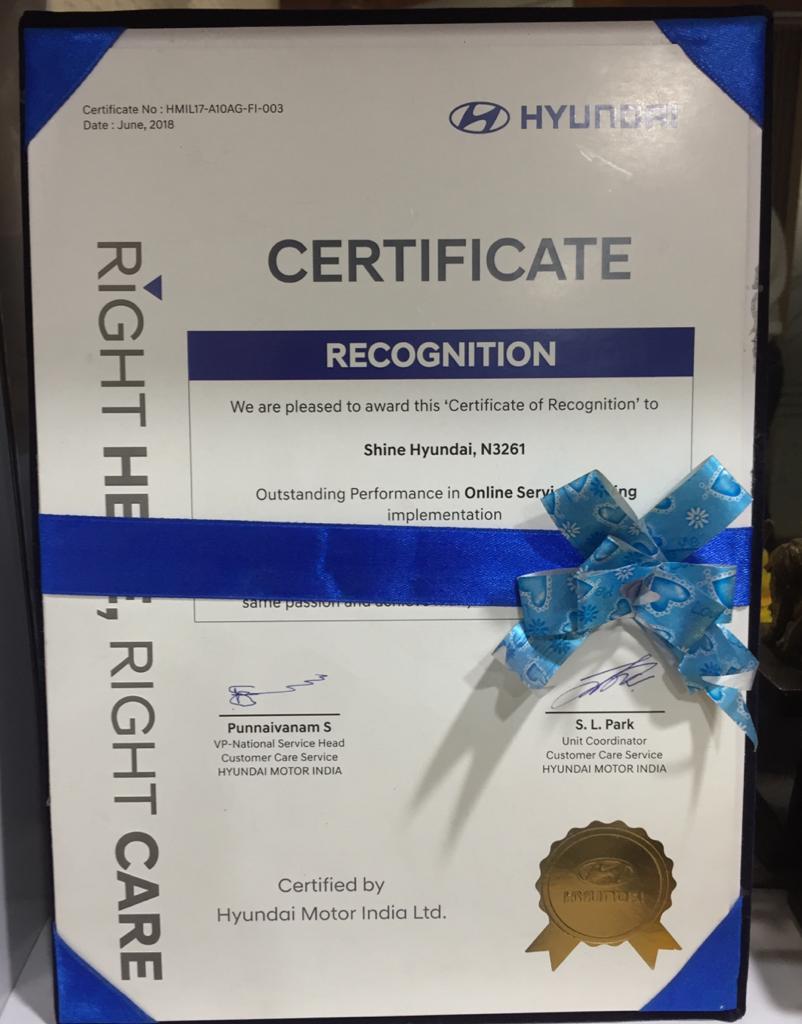 Certificate No : HMIL17-A10AG-FI-003
Date : June, 2018
HYUNDAI
CERTIFICATE
RECOGNITION
We are pleased to award this 'Certificate of Recognition' to
Shine Hyundai, N3261
Outstanding Performance in Online
implementation
same passion and
RIGHT HERE, RIGHT CARE
Punnaivanam S
VP-National Service Head
Customer Care Service
HYUNDAI MOTOR INDIA
S. L. Park
Unit Coordinator
Customer Care Service
HYUNDAI MOTOR INDIA
Certified by
Hyundai Motor India Ltd.
HYUNDAI